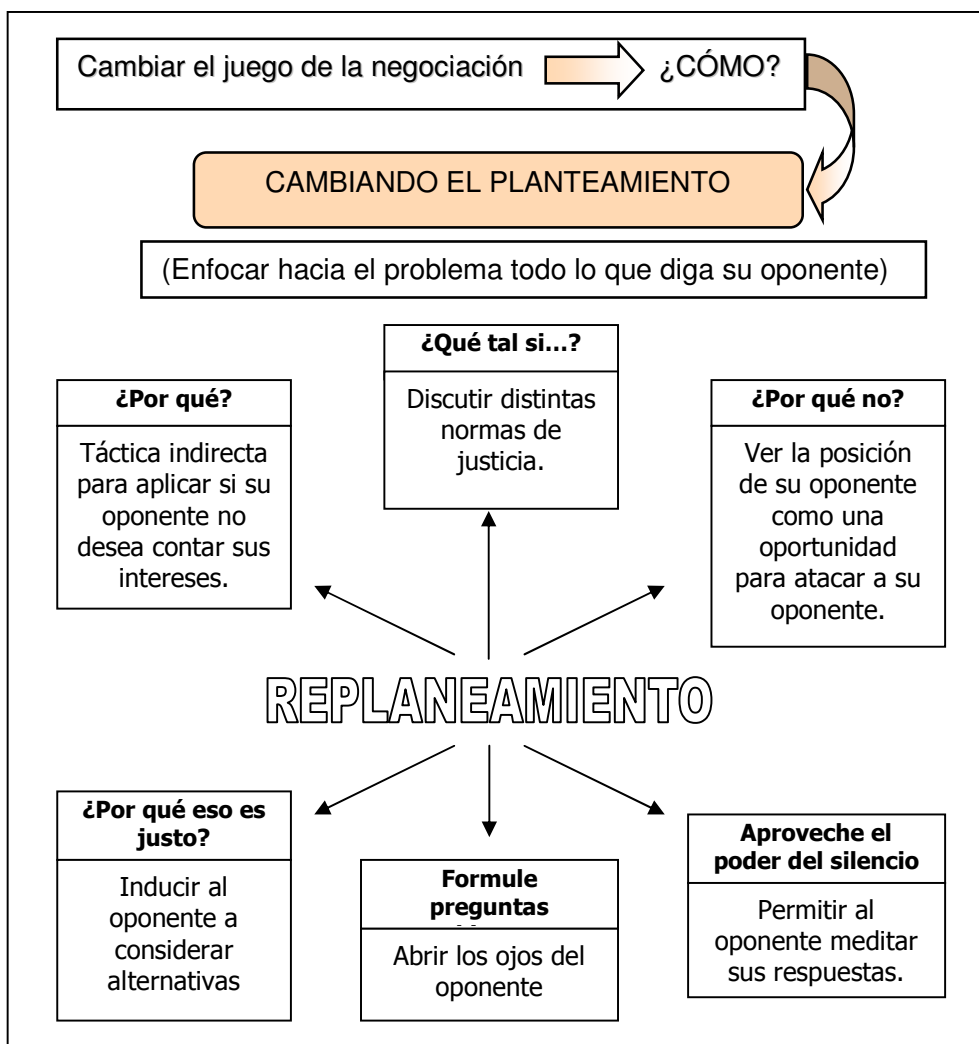 Cambiar el juego de la negociación
¿CÓMO?
CAMBIANDO EL PLANTEAMIENTO
(Enfocar hacia el problema todo lo que diga su oponente)
¿Qué tal si...?
Discutir distintas
normas de
justicia.
¿Por qué?
Táctica indirecta
para aplicar si su
oponente no
desea contar sus
intereses.
¿Por qué no?
Ver la posición
de su oponente
como una
oportunidad
para atacar a su
oponente.
REPLANEAMIENTO
¿Por qué eso es
justo?
Inducir al
oponente a
considerar
alternativas
Formule
preguntas
Abrir los ojos del
oponente
Aproveche el
poder del silencio
Permitir al
oponente meditar
sus respuestas.